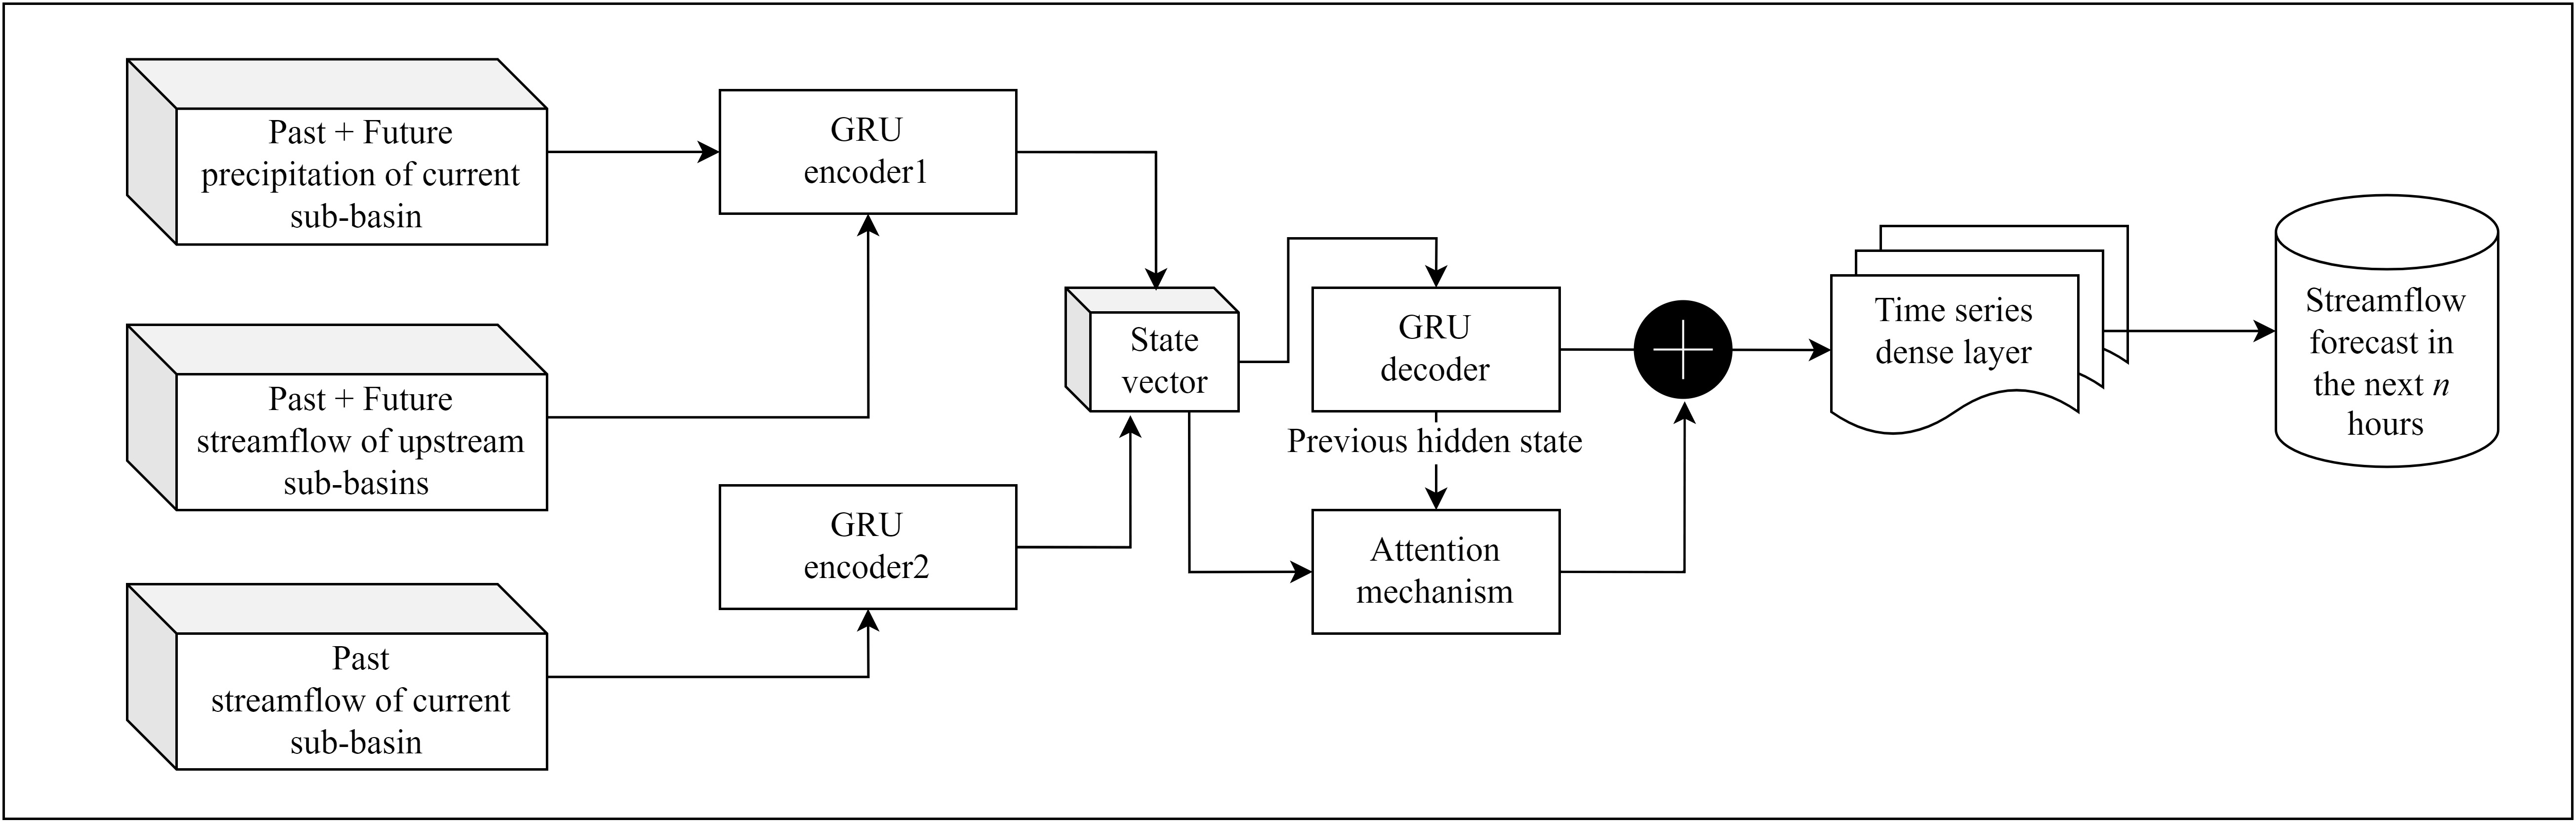 Past + Future
precipitation of current
sub-basin
GRU
encoder1
Past + Future
streamflow of upstream
sub-basins
GRU
encoder2
Past
streamflow of current
sub-basin
State
vector
GRU
decoder
Previous hidden state
Attention
mechanism
Time series
dense layer
Streamflow
forecast in
the next n
hours